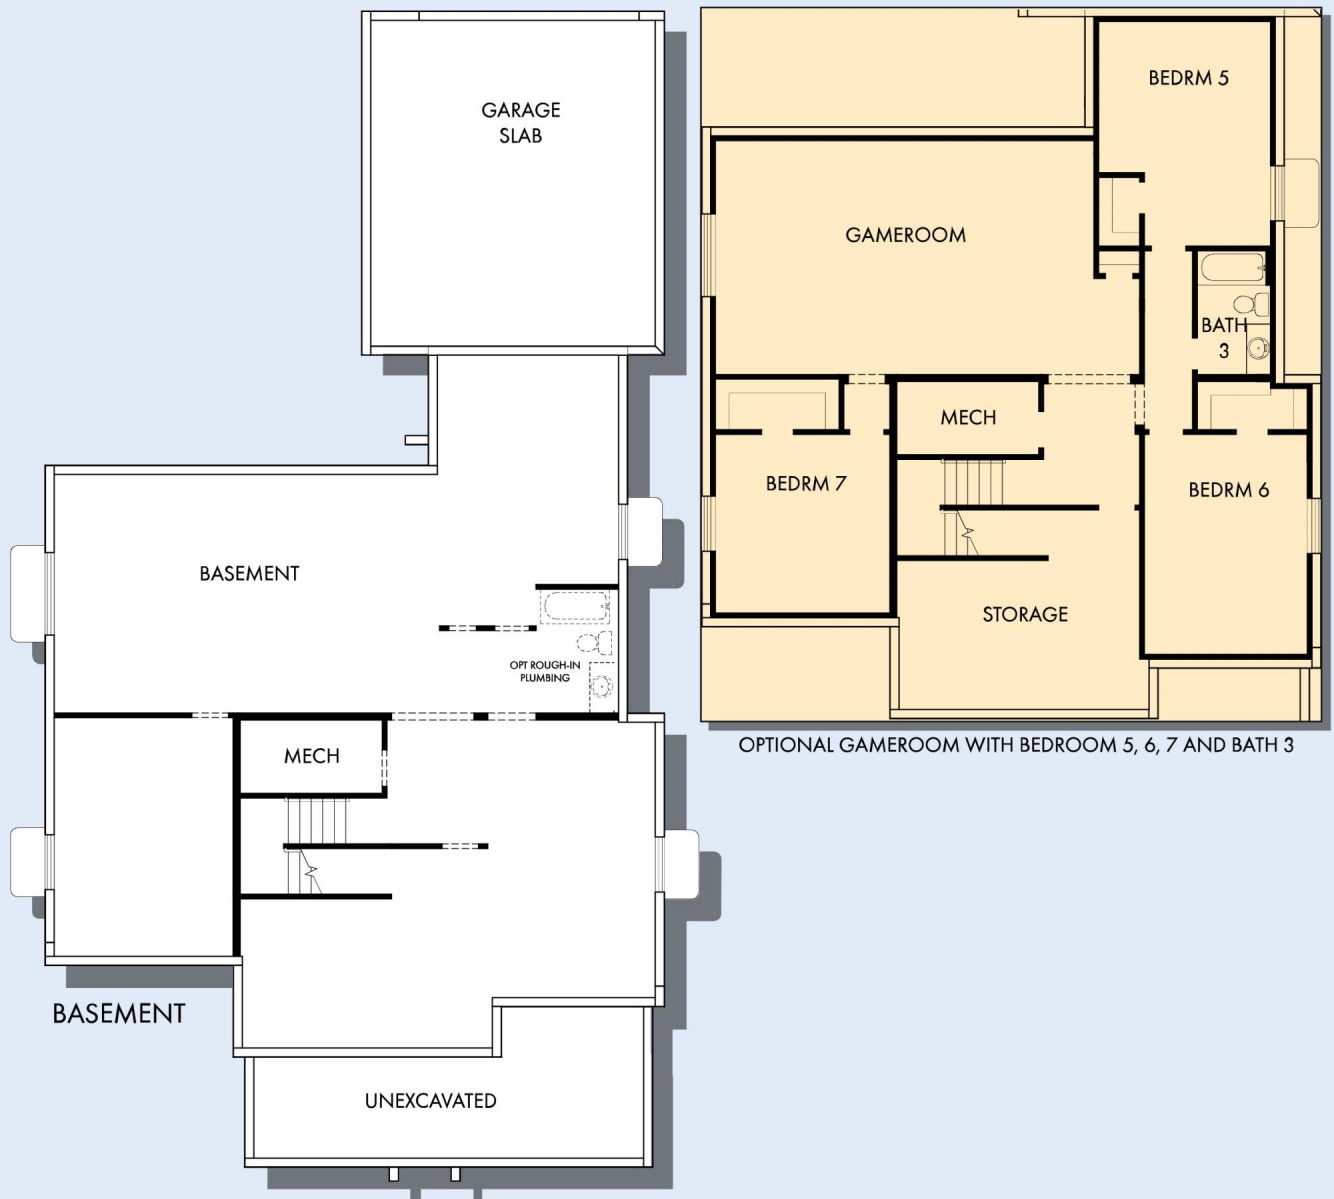 GARAGE
SLAB
BASEMENT
OPT ROUGH-IN
PLUMBING
MECH
BASEMENT
UNEXCAVATED
BEDRM 5
GAMEROOM
BATH
3
MECH
BEDRM 7
BEDRM 6
STORAGE
OPTIONAL GAMEROOM WITH BEDROOM 5, 6, 7 AND BATH 3